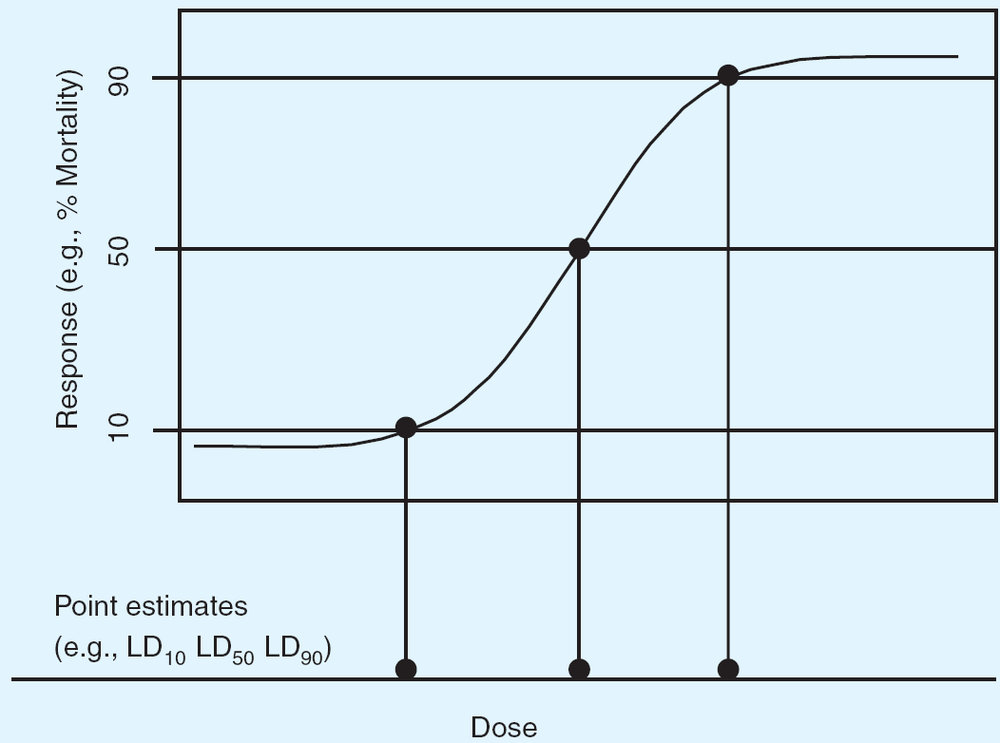 Response (e.g., % Mortality)
90
50
10
Point estimates
(e.g., LD10 LD50 LD90)
Dose